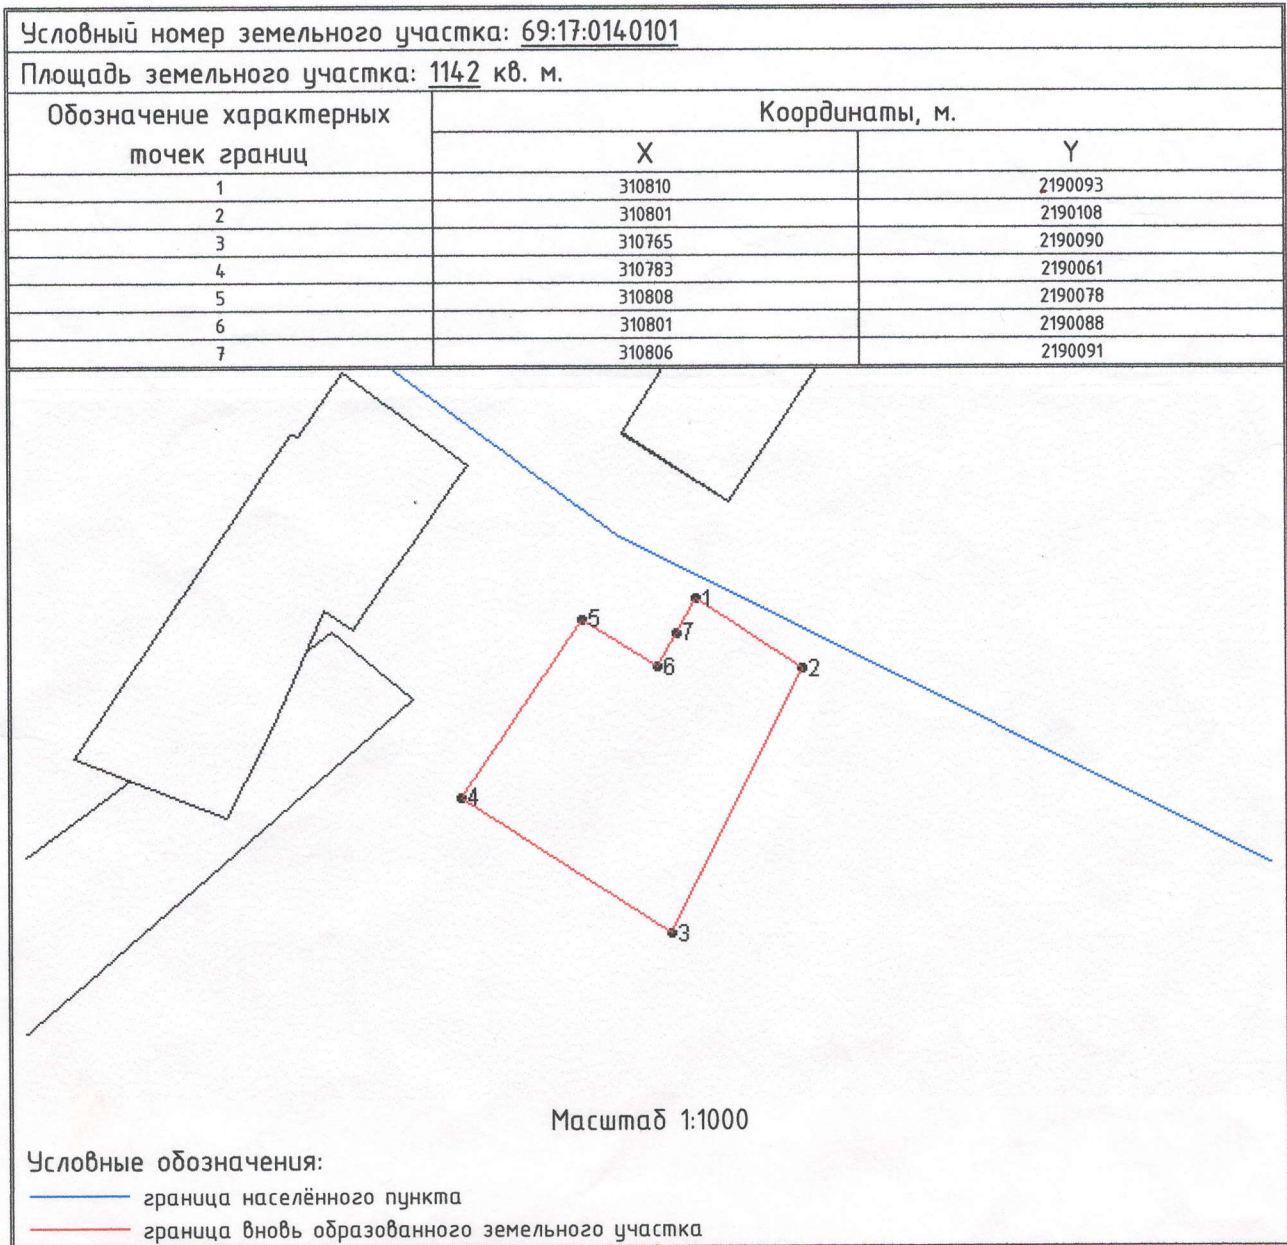 Условный номер земельного участка: 69:17:0140101
Площадь земельного участка: 1142 кв. м.
Обозначение характерных точек границ
Координаты, м.
X Y
1 310810 2190093
2 310801 2190108
3 310765 2190090
4 310783 2190061
5 310808 2190078
6 310801 2190088
7 310806 2190091
1
5
7
6
2
4
3
Масштаб 1:1000
Условные обозначения:
граница населённого пункта
граница вновь образованного земельного участка